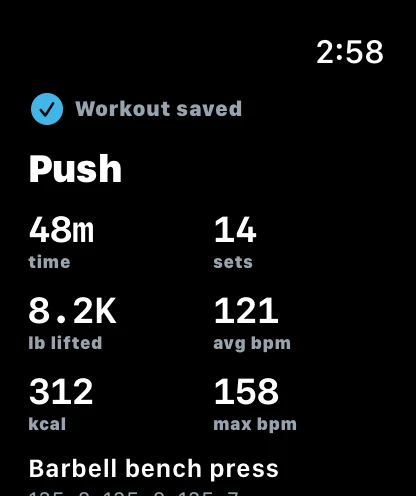 2:58
Workout saved
Push
48m 14
time sets
8.2K 121
lb lifted avg bpm
312 158
kcal max bpm
Barbell bench press